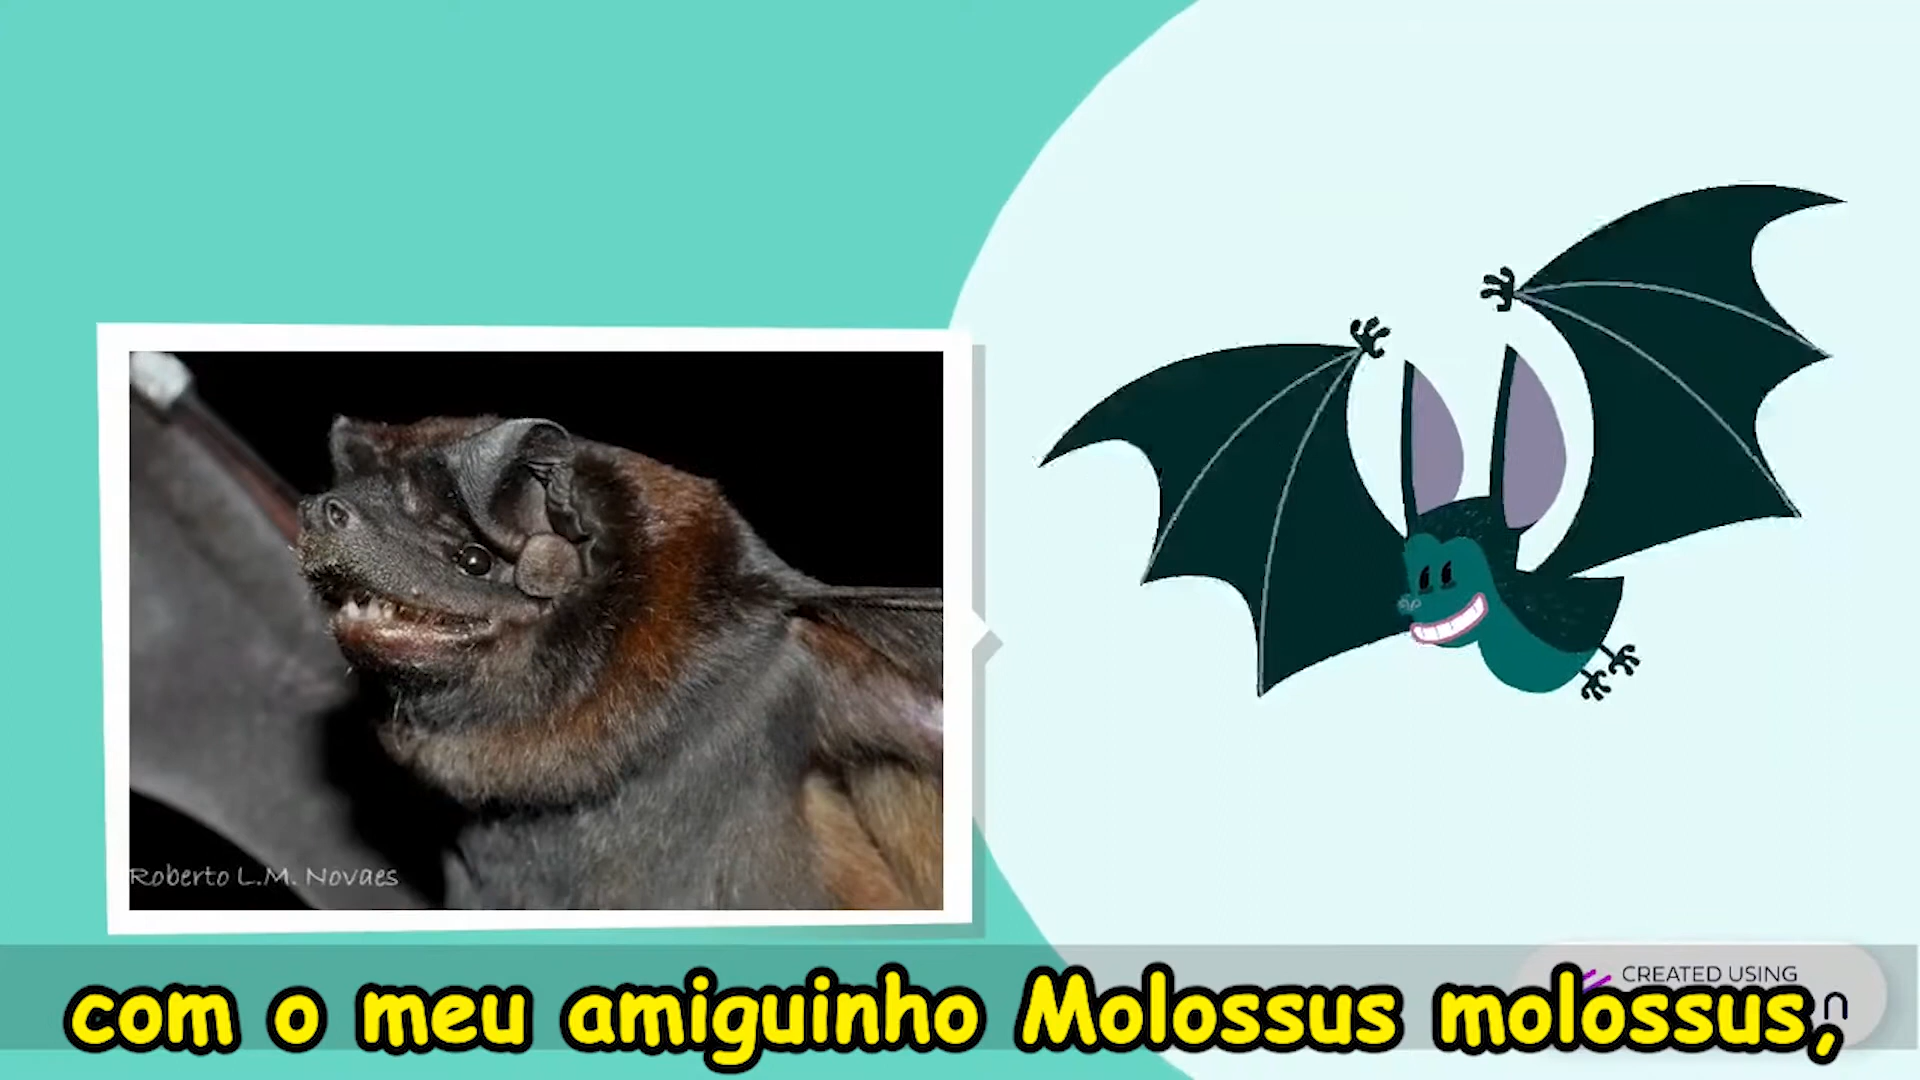 Roberto L.M. Novaes
CREATED USING
com o meu amiguinho Molossus molossus,